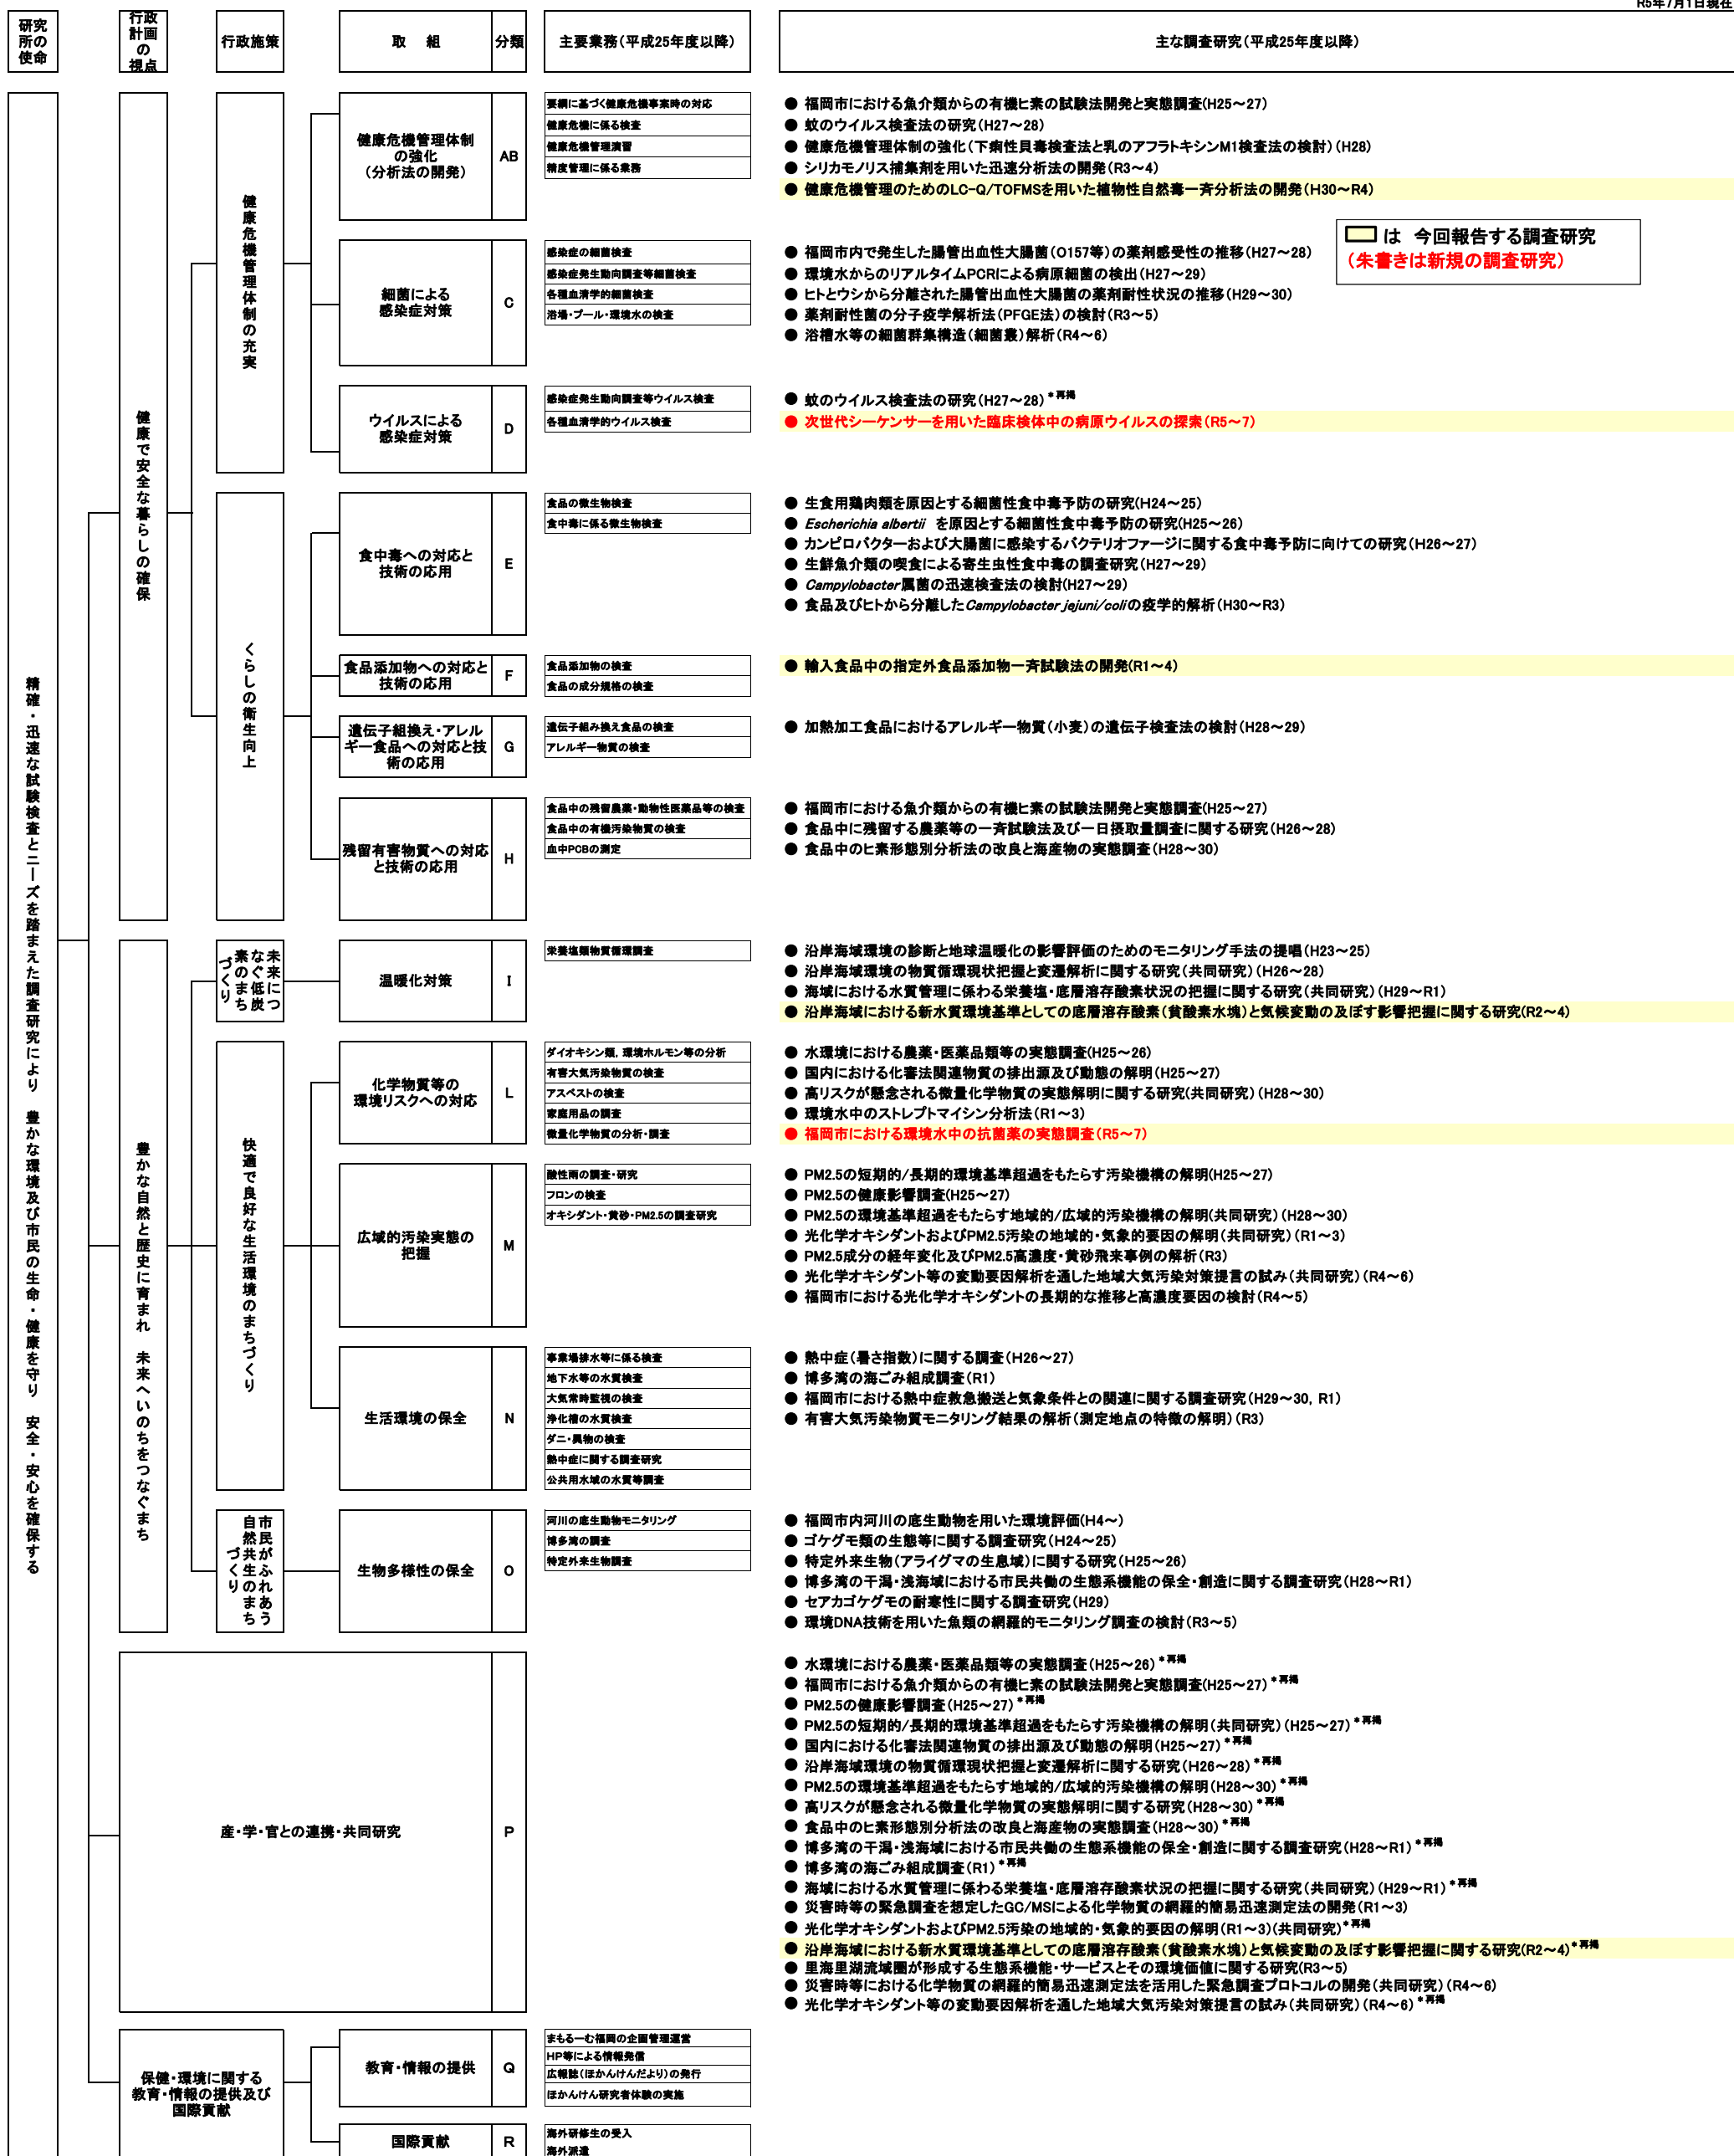 R5年7月1日現在
研究所の使命
行政計画の視点
行政施策
取　組
分類
主要業務(平成25年度以降)
主な調査研究(平成25年度以降)
精確・迅速な試験検査とニーズを踏まえた調査研究により　豊かな環境及び市民の生命・健康を守り　安全・安心を確保する
健康で安全な暮らしの確保
健康危機管理体制の充実
健康危機管理体制
の強化
(分析法の開発)
AB
要綱に基づく健康危機事案時の対応
健康危機に係る検査
健康危機管理演習
精度管理に係る業務
● 福岡市における魚介類からの有機ヒ素の試験法開発と実態調査(H25～27)
● 蚊のウイルス検査法の研究(H27～28)
● 健康危機管理体制の強化(下痢性貝毒検査法と乳のアフラトキシンM1検査法の検討)(H28)
● シリカモノリス捕集剤を用いた迅速分析法の開発(R3～4)
● 健康危機管理のためのLC-Q/TOFMSを用いた植物性自然毒一斉分析法の開発(H30～R4)
は 今回報告する調査研究
(朱書きは新規の調査研究)
細菌による
感染症対策
C
感染症の細菌検査
感染症発生動向調査等細菌検査
各種血清学的細菌検査
浴場・プール・環境水の検査
● 福岡市内で発生した腸管出血性大腸菌(O157等)の薬剤感受性の推移(H27～28)
● 環境水からのリアルタイムPCRによる病原細菌の検出(H27～29)
● ヒトとウシから分離された腸管出血性大腸菌の薬剤耐性状況の推移(H29～30)
● 薬剤耐性菌の分子疫学解析法(PFGE法)の検討(R3～5)
● 浴槽水等の細菌群集構造(細菌叢)解析(R4～6)
ウイルスによる
感染症対策
D
感染症発生動向調査等ウイルス検査
各種血清学的ウイルス検査
● 蚊のウイルス検査法の研究(H27～28)＊再掲
● 次世代シーケンサーを用いた臨床検体中の病原ウイルスの探索(R5～7)
くらしの衛生向上
食中毒への対応と
技術の応用
E
食品の微生物検査
食中毒に係る微生物検査
● 生食用鶏肉類を原因とする細菌性食中毒予防の研究(H24～25)
● Escherichia albertii を原因とする細菌性食中毒予防の研究(H25～26)
● カンピロバクターおよび大腸菌に感染するバクテリオファージに関する食中毒予防に向けての研究(H26～27)
● 生鮮魚介類の喫食による寄生虫性食中毒の調査研究(H27～29)
● Campylobacter属菌の迅速検査法の検討(H27～29)
● 食品及びヒトから分離したCampylobacter jejuni/coliの疫学的解析(H30～R3)
食品添加物への対応と
技術の応用
F
食品添加物の検査
食品の成分規格の検査
● 輸入食品中の指定外食品添加物一斉試験法の開発(R1～4)
遺伝子組換え・アレル
ギー食品への対応と技
術の応用
G
遺伝子組み換え食品の検査
アレルギー物質の検査
● 加熱加工食品におけるアレルギー物質(小麦)の遺伝子検査法の検討(H28～29)
残留有害物質への対応
と技術の応用
H
食品中の残留農薬・動物性医薬品等の検査
食品中の有機汚染物質の検査
血中PCBの測定
● 福岡市における魚介類からの有機ヒ素の試験法開発と実態調査(H25～27)
● 食品中に残留する農薬等の一斉試験法及び一日摂取量調査に関する研究(H26～28)
● 食品中のヒ素形態別分析法の改良と海産物の実態調査(H28～30)
豊かな自然と歴史に育まれ　未来へいのちをつなぐまち
未来につなぐ低炭素のまちづくり
温暖化対策
I
栄養塩類物質循環調査
● 沿岸海域環境の診断と地球温暖化の影響評価のためのモニタリング手法の提唱(H23～25)
● 沿岸海域環境の物質循環現状把握と変遷解析に関する研究(共同研究)(H26～28)
● 海域における水質管理に係わる栄養塩・底層溶存酸素状況の把握に関する研究(共同研究)(H29～R1)
● 沿岸海域における新水質環境基準としての底層溶存酸素(貧酸素水塊)と気候変動の及ぼす影響把握に関する研究(R2～4)
快適で良好な生活環境のまちづくり
化学物質等の
環境リスクへの対応
L
ダイオキシン類，環境ホルモン等の分析
有害大気汚染物質の検査
アスベストの検査
家庭用品の調査
微量化学物質の分析・調査
● 水環境における農薬・医薬品類等の実態調査(H25～26)
● 国内における化審法関連物質の排出源及び動態の解明(H25～27)
● 高リスクが懸念される微量化学物質の実態解明に関する研究(共同研究)(H28～30)
● 環境水中のストレプトマイシン分析法(R1～3)
● 福岡市における環境水中の抗菌薬の実態調査(R5～7)
広域的汚染実態の
把握
M
酸性雨の調査・研究
フロンの検査
オキシダント・黄砂・PM2.5の調査研究
● PM2.5の短期的/長期的環境基準超過をもたらす汚染機構の解明(H25～27)
● PM2.5の健康影響調査(H25～27)
● PM2.5の環境基準超過をもたらす地域的/広域的汚染機構の解明(共同研究)(H28～30)
● 光化学オキシダントおよびPM2.5汚染の地域的・気象的要因の解明(共同研究)(R1～3)
● PM2.5成分の経年変化及びPM2.5高濃度・黄砂飛来事例の解析(R3)
● 光化学オキシダント等の変動要因解析を通した地域大気汚染対策提言の試み(共同研究)(R4～6)
● 福岡市における光化学オキシダントの長期的な推移と高濃度要因の検討(R4～5)
生活環境の保全
N
事業場排水等に係る検査
地下水等の水質検査
大気常時監視の検査
浄化槽の水質検査
ダニ・異物の検査
熱中症に関する調査研究
公共用水域の水質等調査
● 熱中症(暑さ指数)に関する調査(H26～27)
● 博多湾の海ごみ組成調査(R1)
● 福岡市における熱中症救急搬送と気象条件との関連に関する調査研究(H29～30, R1)
● 有害大気汚染物質モニタリング結果の解析(測定地点の特徴の解明)(R3)
市民がふれあう自然共生のまちづくり
生物多様性の保全
O
河川の底生動物モニタリング
博多湾の調査
特定外来生物調査
● 福岡市内河川の底生動物を用いた環境評価(H4～)
● ゴケグモ類の生態等に関する調査研究(H24～25)
● 特定外来生物(アライグマの生息域)に関する研究(H25～26)
● 博多湾の干潟・浅海域における市民共働の生態系機能の保全・創造に関する調査研究(H28～R1)
● セアカゴケグモの耐寒性に関する調査研究(H29)
● 環境DNA技術を用いた魚類の網羅的モニタリング調査の検討(R3～5)
産・学・官との連携・共同研究
P
● 水環境における農薬・医薬品類等の実態調査(H25～26)＊再掲
● 福岡市における魚介類からの有機ヒ素の試験法開発と実態調査(H25～27)＊再掲
● PM2.5の健康影響調査(H25～27)＊再掲
● PM2.5の短期的/長期的環境基準超過をもたらす汚染機構の解明(共同研究)(H25～27)＊再掲
● 国内における化審法関連物質の排出源及び動態の解明(H25～27)＊再掲
● 沿岸海域環境の物質循環現状把握と変遷解析に関する研究(H26～28)＊再掲
● PM2.5の環境基準超過をもたらす地域的/広域的汚染機構の解明(H28～30)＊再掲
● 高リスクが懸念される微量化学物質の実態解明に関する研究(H28～30)＊再掲
● 食品中のヒ素形態別分析法の改良と海産物の実態調査(H28～30)＊再掲
● 博多湾の干潟・浅海域における市民共働の生態系機能の保全・創造に関する調査研究(H28～R1)＊再掲
● 博多湾の海ごみ組成調査(R1)＊再掲
● 海域における水質管理に係わる栄養塩・底層溶存酸素状況の把握に関する研究(共同研究)(H29～R1)＊再掲
● 災害時等の緊急調査を想定したGC/MSによる化学物質の網羅的簡易迅速測定法の開発(R1～3)
● 光化学オキシダントおよびPM2.5汚染の地域的・気象的要因の解明(R1～3)(共同研究)＊再掲
● 沿岸海域における新水質環境基準としての底層溶存酸素(貧酸素水塊)と気候変動の及ぼす影響把握に関する研究(R2～4)＊再掲
● 里海里湖流域圏が形成する生態系機能・サービスとその環境価値に関する研究(R3～5)
● 災害時等における化学物質の網羅的簡易迅速測定法を活用した緊急調査プロトコルの開発(共同研究)(R4～6)
● 光化学オキシダント等の変動要因解析を通した地域大気汚染対策提言の試み(共同研究)(R4～6)＊再掲
保健・環境に関する
教育・情報の提供及び
国際貢献
教育・情報の提供
Q
まもるーむ福岡の企画管理運営
HP等による情報発信
広報誌(ほかんけんだより)の発行
ほかんけん研究者体験の実施
国際貢献
R
海外研修生の受入
海外派遣